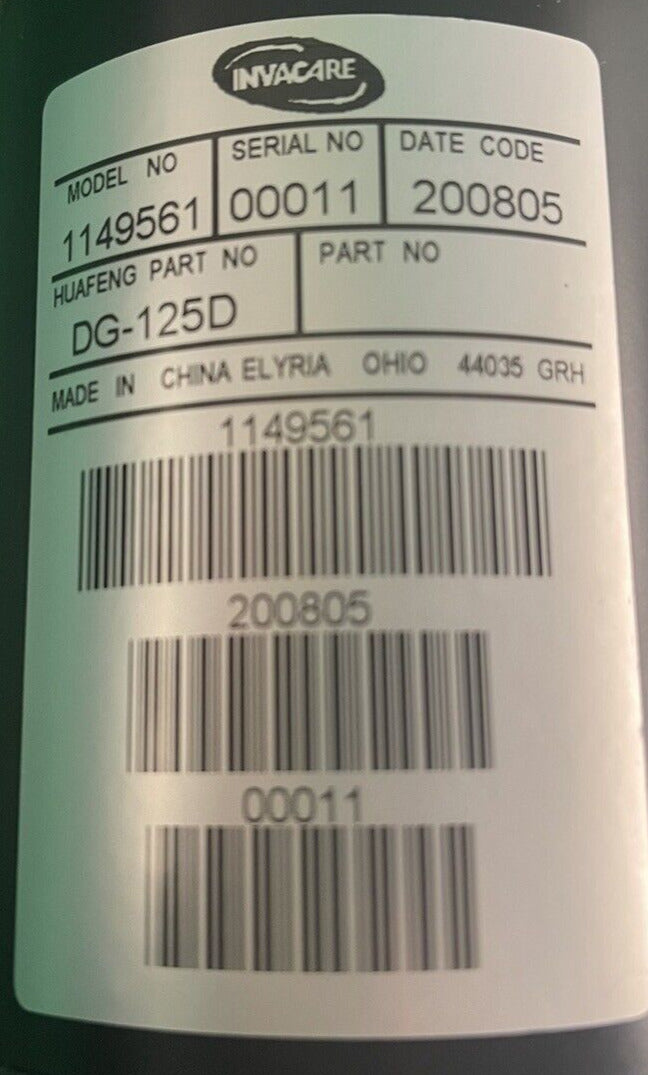 INVACARE
MODEL NO SERIAL NO DATE CODE
1149561 00011 200805
HUAFENG PART NO PART NO
DG-125D
MADE IN CHINA ELYRIA OHIO 44035 GRH
1149561
200805
00011